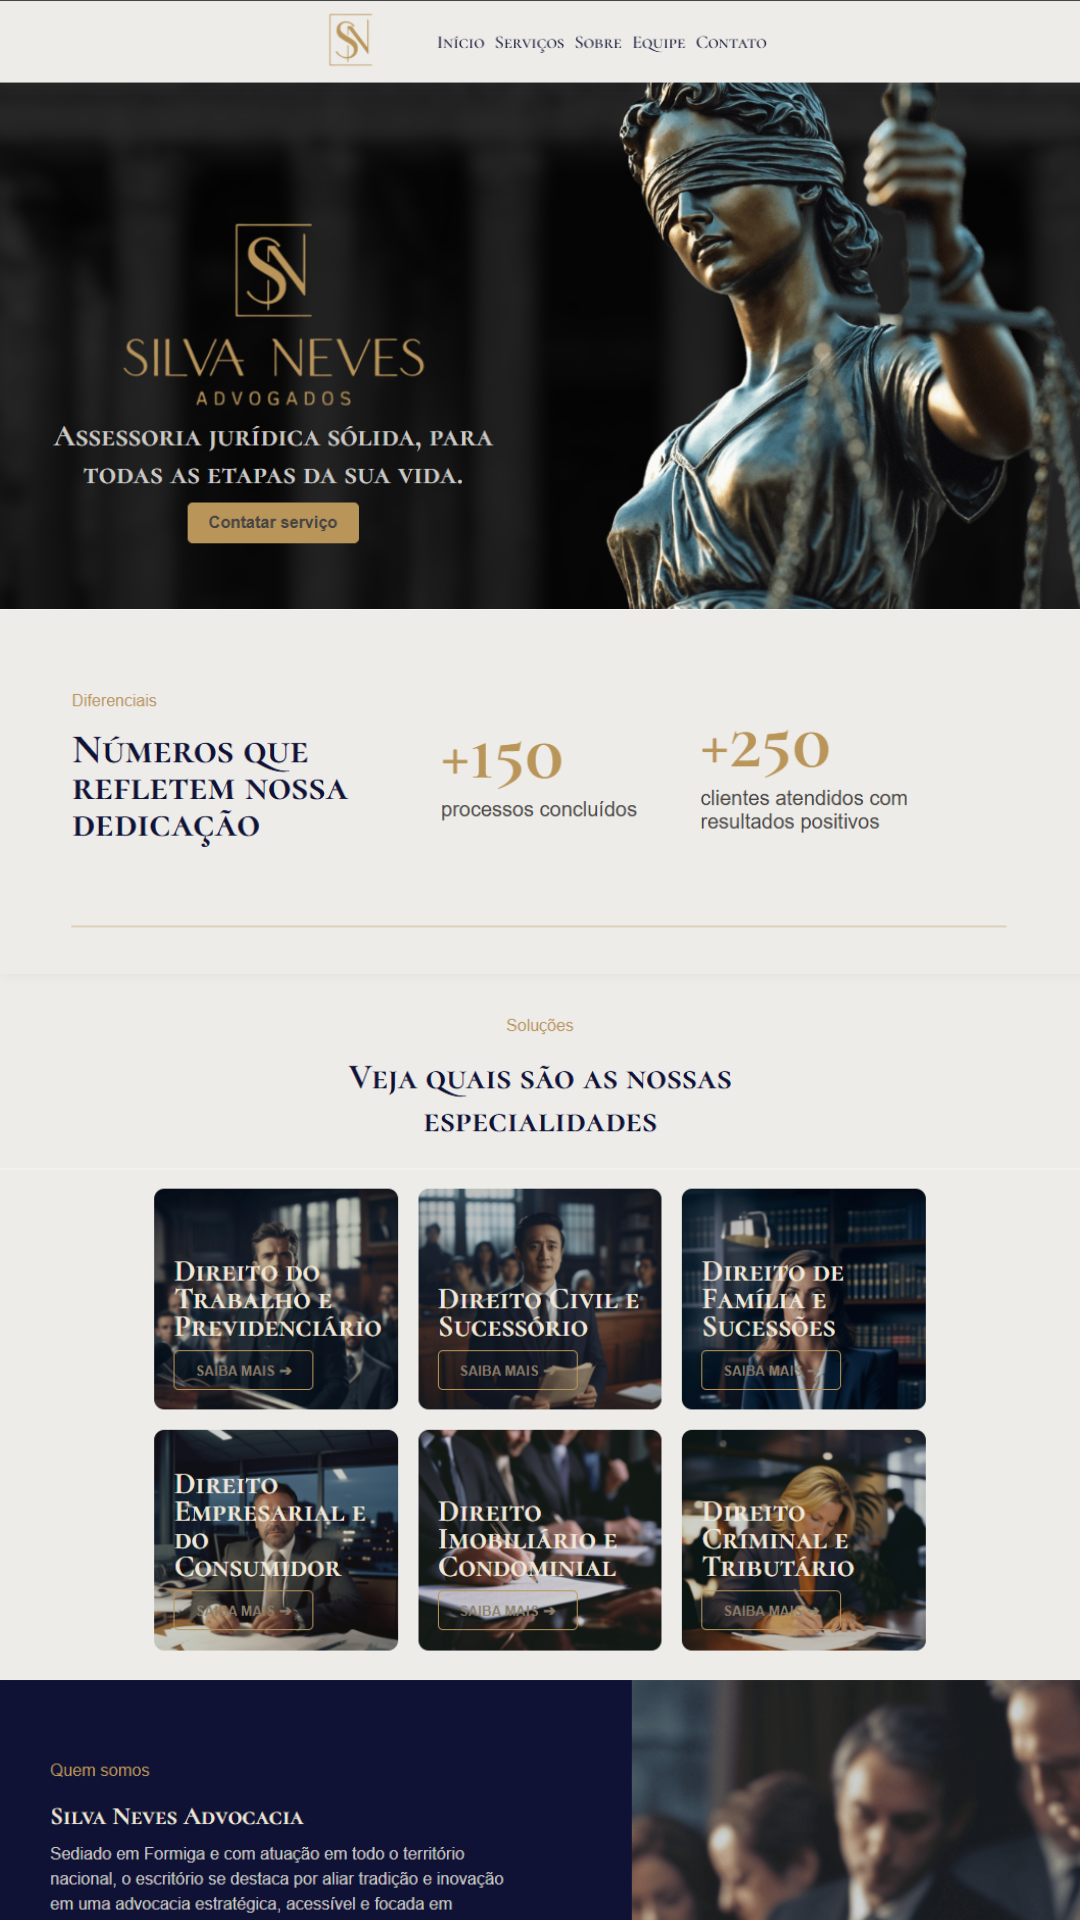 SN
Início Serviços Sobre Equipe Contato
SN
SILVA NEVES
ADVOGADOS
Assessoria jurídica sólida, para
todas as etapas da sua vida.
Contatar serviço
Diferenciais
Números que
refletem nossa
dedicação
+150
processos concluídos
+250
clientes atendidos com
resultados positivos
Soluções
Veja quais são as nossas
especialidades
Direito do
Trabalho e
Previdenciário
SAIBA MAIS ➔
Direito Civil e
Sucessório
SAIBA MAIS ➔
Direito de
Família e
Sucessões
SAIBA MAIS ➔
Direito
Empresarial e
do
Consumidor
SAIBA MAIS ➔
Direito
Imobiliário e
Condominial
SAIBA MAIS ➔
Direito
Criminal e
Tributário
SAIBA MAIS ➔
Quem somos
Silva Neves Advocacia
Sediado em Formiga e com atuação em todo o território
nacional, o escritório se destaca por aliar tradição e inovação
em uma advocacia estratégica, acessível e focada em